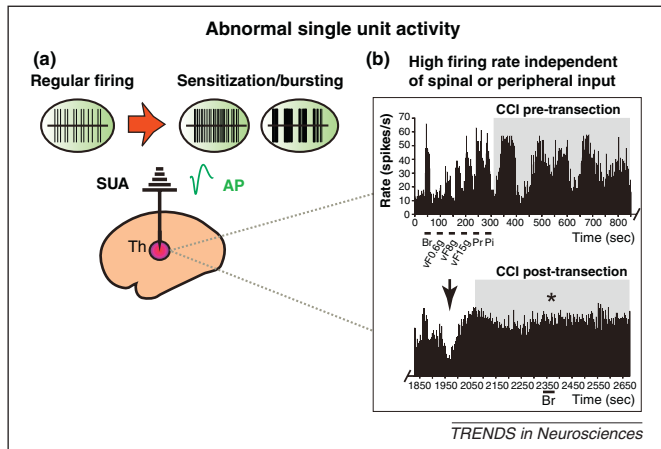 Abnormal single unit activity
(a)
Regular firing
Sensitization/bursting
SUA
AP
Th
(b)
High firing rate independent
of spinal or peripheral input
CCI pre-transection
Rate (spikes/s)
70
60
50
40
30
20
10
0
0 100 200 300 400 500 600 700 800
Time (sec)
Br vF0.6g vF8g vF15g Pr Pi
CCI post-transection
*
1850 1950 2050 2150 2250 2350 2450 2550 2650
Br
Time (sec)
TRENDS in Neurosciences